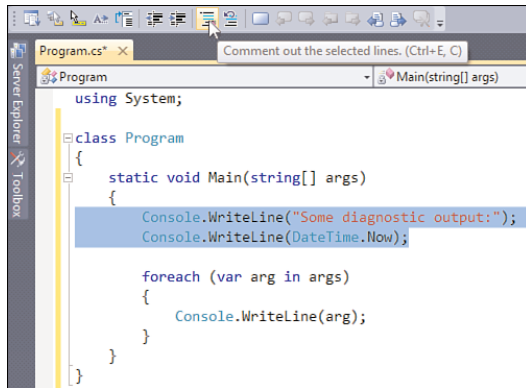 Program.cs*
Comment out the selected lines. (Ctrl+E, C)
Server Explorer
Toolbox
Program
Main(string[] args)
using System;
class Program
{
static void Main(string[] args)
{
Console.WriteLine("Some diagnostic output:");
Console.WriteLine(DateTime.Now);
foreach (var arg in args)
{
Console.WriteLine(arg);
}
}
}